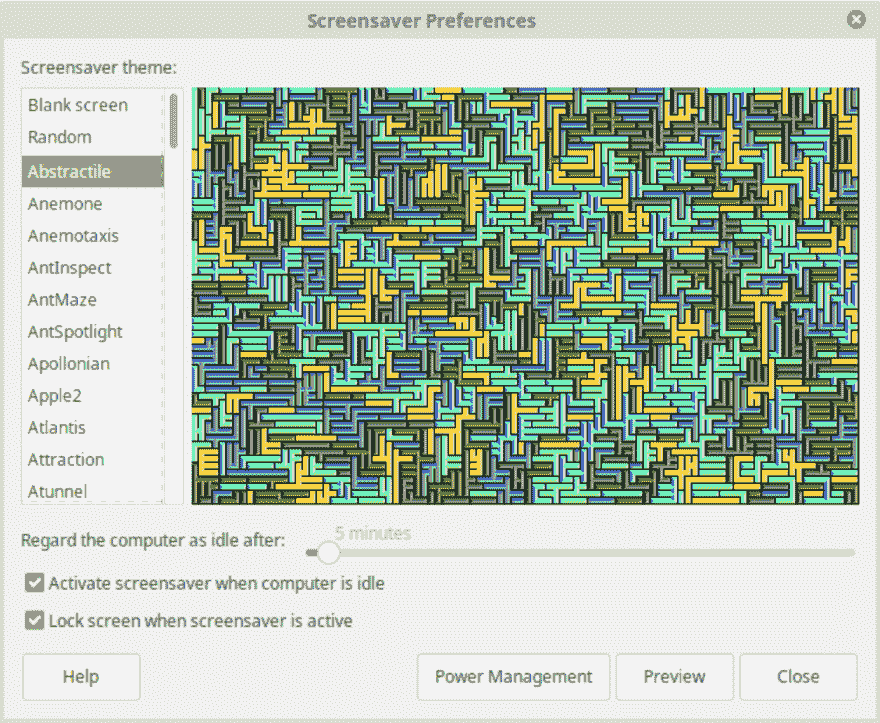 Screensaver Preferences
Screensaver theme:
Blank screen
Random
Abstractile
Anemone
Anemotaxis
AntInspect
AntMaze
AntSpotlight
Apollonian
Apple2
Atlantis
Attraction
Atunnel
5 minutes
Regard the computer as idle after:
Activate screensaver when computer is idle
Lock screen when screensaver is active
Help
Power Management
Preview
Close